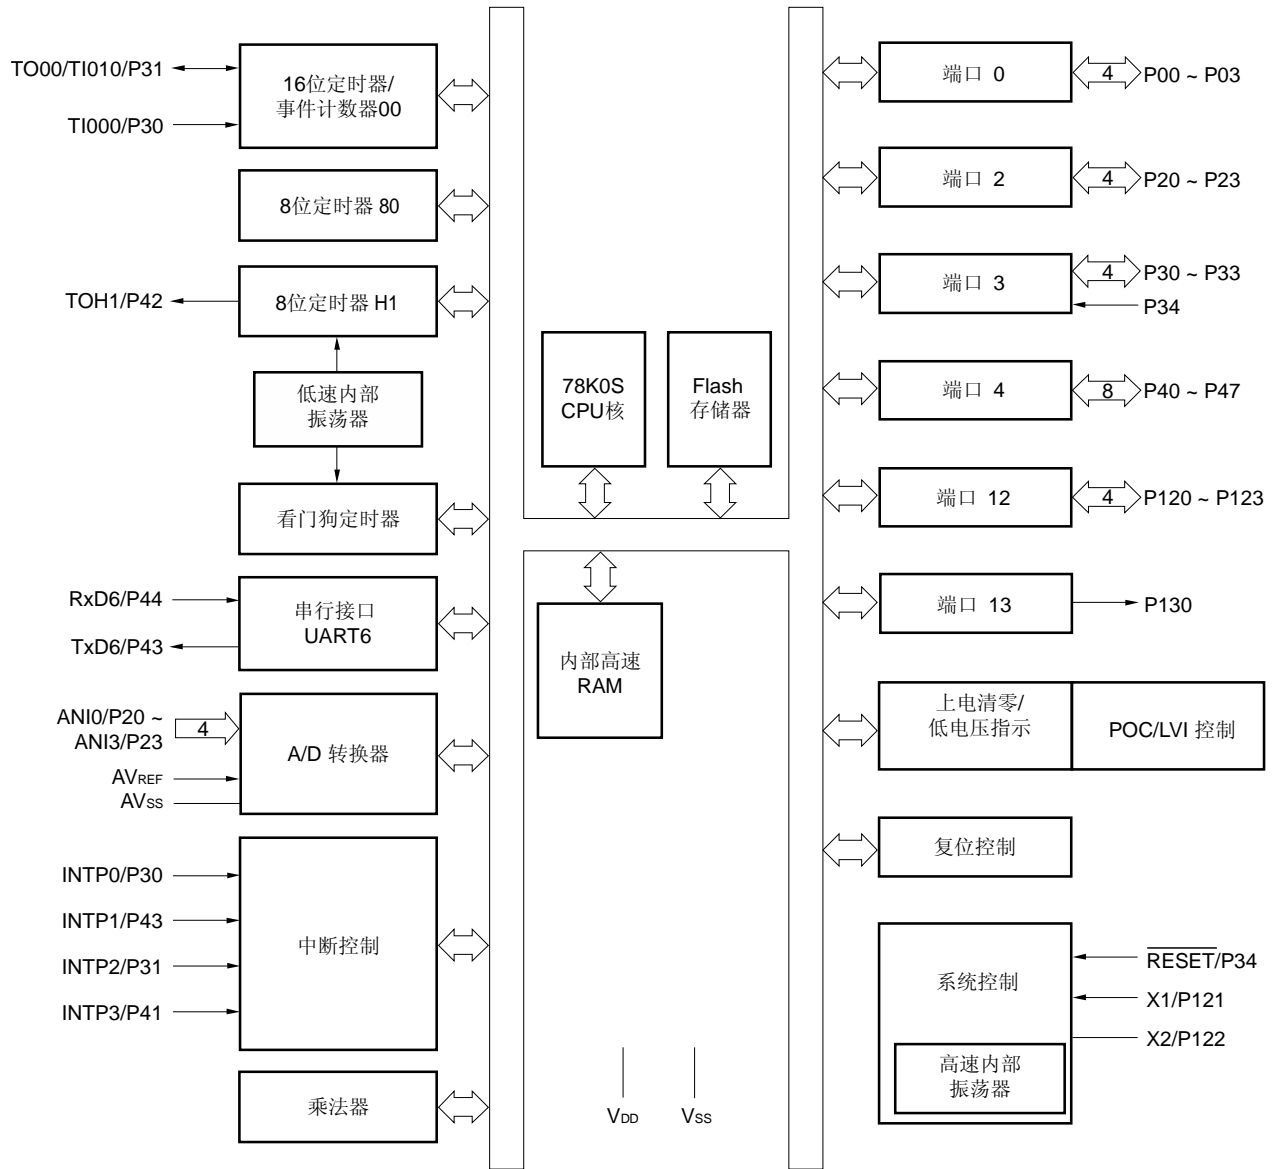 TO00/TI010/P31
TI000/P30
16位定时器/
事件计数器00
8位定时器 80
TOH1/P42
8位定时器 H1
低速内部
振荡器
看门狗定时器
RxD6/P44
TxD6/P43
串行接口
UART6
ANI0/P20 ~
ANI3/P23
4
AVREF
AVSS
A/D 转换器
INTP0/P30
INTP1/P43
INTP2/P31
INTP3/P41
中断控制
乘法器
78K0S
CPU核
Flash
存储器
内部高速
RAM
VDD
VSS
端口 0
4
P00 ~ P03
端口 2
4
P20 ~ P23
端口 3
4
P30 ~ P33
P34
端口 4
8
P40 ~ P47
端口 12
4
P120 ~ P123
端口 13
P130
上电清零/
低电压指示
POC/LVI 控制
复位控制
系统控制
RESET/P34
X1/P121
X2/P122
高速内部
振荡器